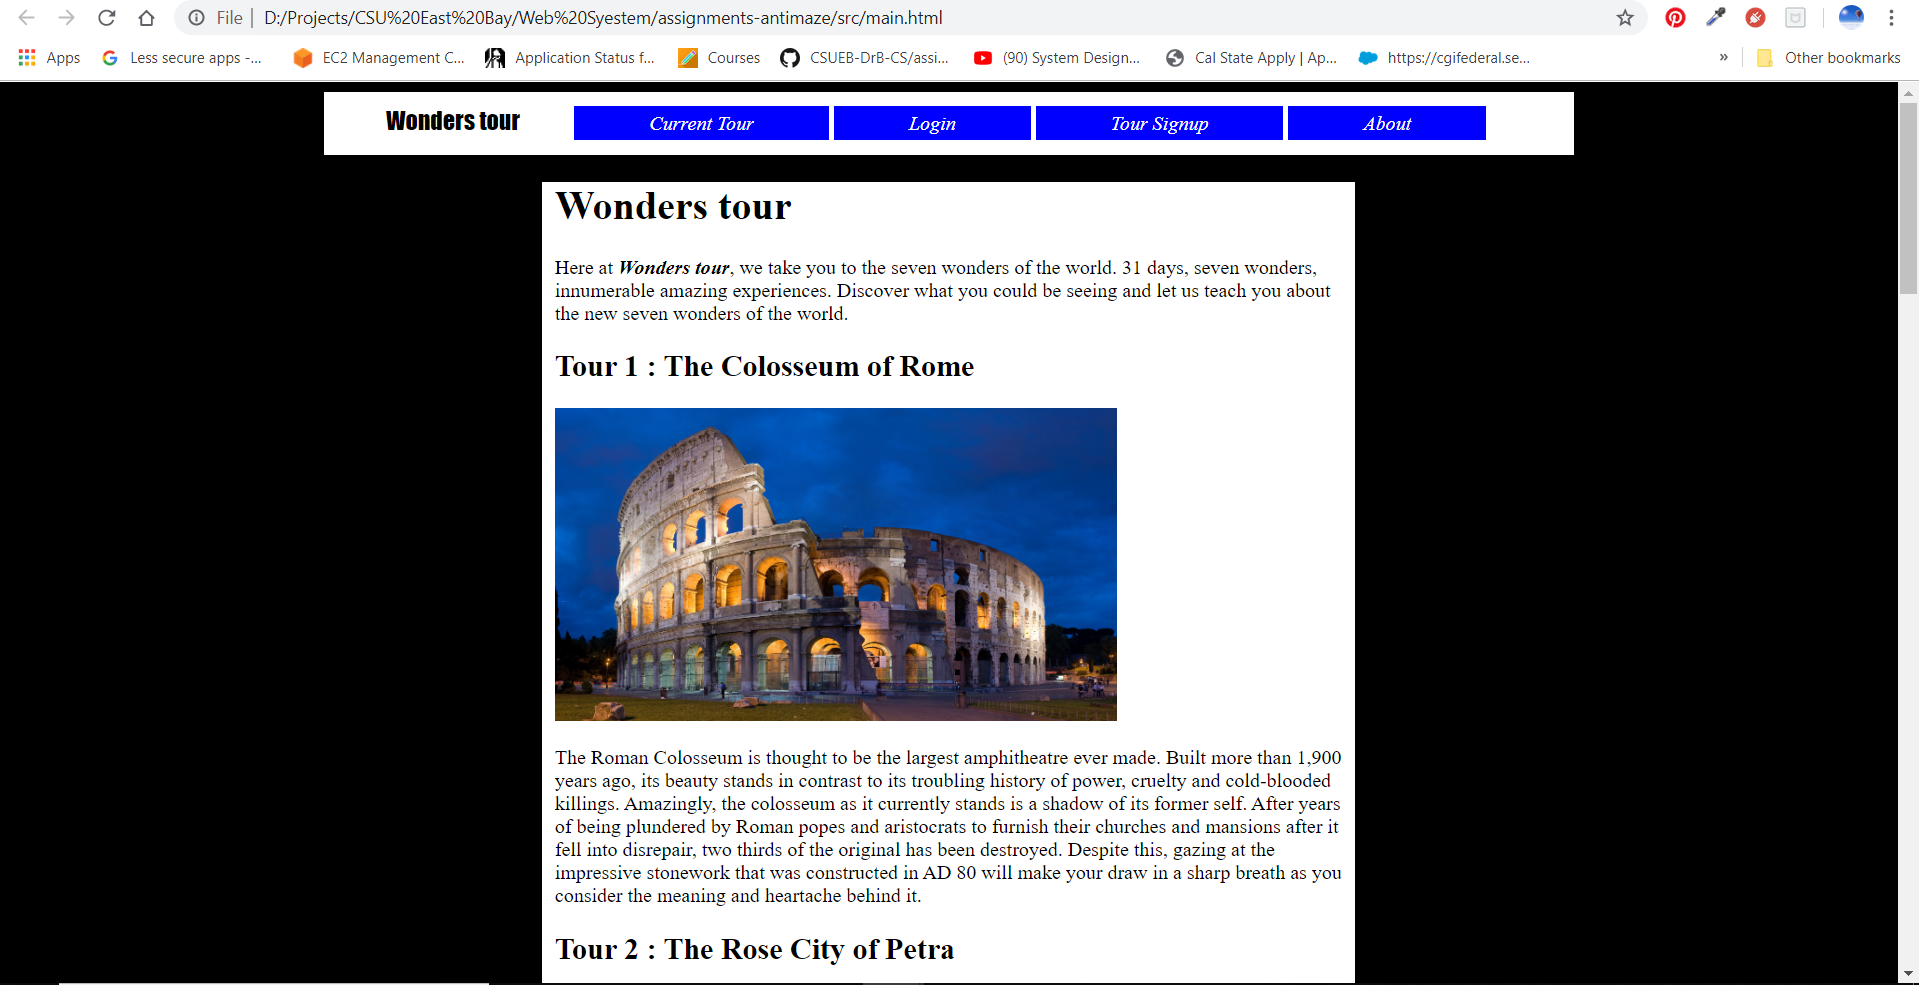 File | D:/Projects/CSU%20East%20Bay/Web%20Syestem/assignments-antimaze/src/main.html
Apps Less secure apps -... EC2 Management C... Application Status f... Courses CSUEB-DrB-CS/assi... (90) System Design... Cal State Apply | Ap... https://cgifederal.se... » Other bookmarks
Wonders tour Current Tour Login Tour Signup About
Wonders tour
Here at Wonders tour, we take you to the seven wonders of the world. 31 days, seven wonders,
innumerable amazing experiences. Discover what you could be seeing and let us teach you about
the new seven wonders of the world.
Tour 1 : The Colosseum of Rome
The Roman Colosseum is thought to be the largest amphitheatre ever made. Built more than 1,900
years ago, its beauty stands in contrast to its troubling history of power, cruelty and cold-blooded
killings. Amazingly, the colosseum as it currently stands is a shadow of its former self. After years
of being plundered by Roman popes and aristocrats to furnish their churches and mansions after it
fell into disrepair, two thirds of the original has been destroyed. Despite this, gazing at the
impressive stonework that was constructed in AD 80 will make your draw in a sharp breath as you
consider the meaning and heartache behind it.
Tour 2 : The Rose City of Petra